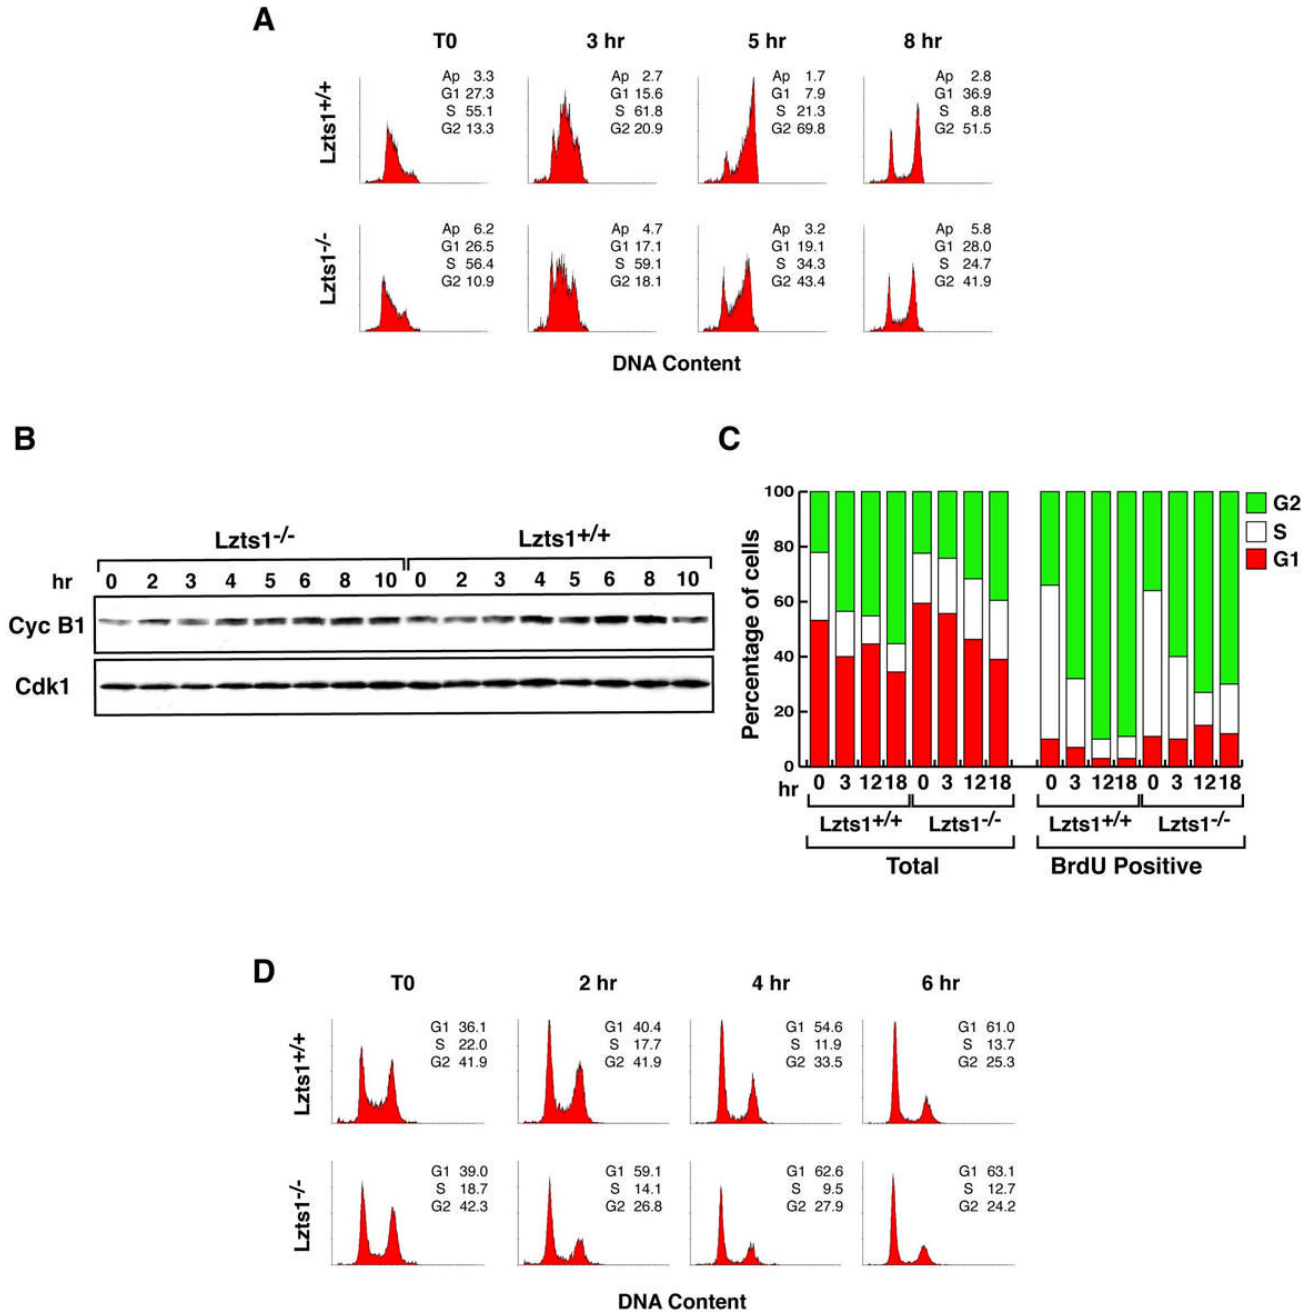 A
T0 3 hr 5 hr 8 hr
Lzts1+/+
Ap 3.3
G1 27.3
S 55.1
G2 13.3
Ap 2.7
G1 15.6
S 61.8
G2 20.9
Ap 1.7
G1 7.9
S 21.3
G2 69.8
Ap 2.8
G1 36.9
S 8.8
G2 51.5
Lzts1-/-
Ap 6.2
G1 26.5
S 56.4
G2 10.9
Ap 4.7
G1 17.1
S 59.1
G2 18.1
Ap 3.2
G1 19.1
S 34.3
G2 43.4
Ap 5.8
G1 28.0
S 24.7
G2 41.9
DNA Content
B
Lzts1-/- Lzts1+/+
hr 0 2 3 4 5 6 8 10 0 2 3 4 5 6 8 10
Cyc B1
Cdk1
C
Percentage of cells
100
80
60
40
20
0
G2
S
G1
hr 0 3 12 18 0 3 12 18 0 3 12 18 0 3 12 18
Lzts1+/+ Lzts1-/- Lzts1+/+ Lzts1-/-
Total BrdU Positive
D
T0 2 hr 4 hr 6 hr
Lzts1+/+
G1 36.1
S 22.0
G2 41.9
G1 40.4
S 17.7
G2 41.9
G1 54.6
S 11.9
G2 33.5
G1 61.0
S 13.7
G2 25.3
Lzts1-/-
G1 39.0
S 18.7
G2 42.3
G1 59.1
S 14.1
G2 26.8
G1 62.6
S 9.5
G2 27.9
G1 63.1
S 12.7
G2 24.2
DNA Content